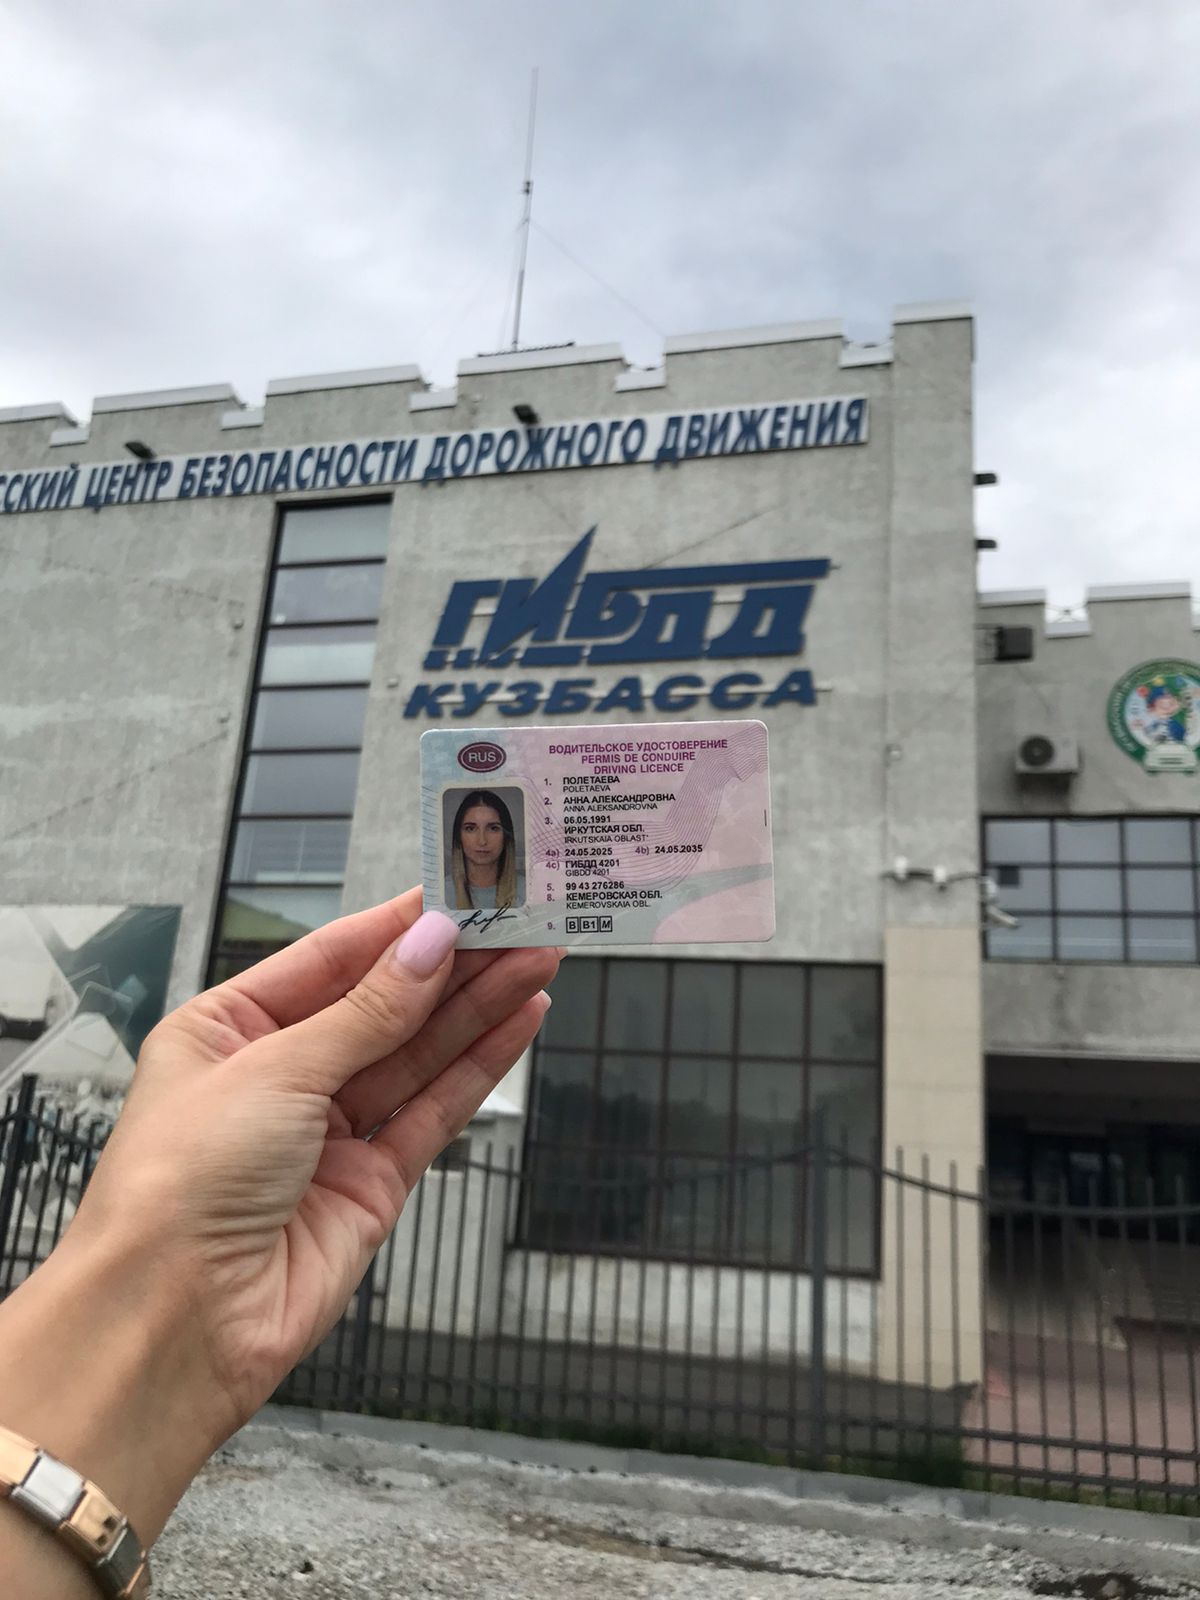 ССКИЙ ЦЕНТР БЕЗОПАСНОСТИ ДОРОЖНОГО ДВИЖЕНИЯ
ГИБДД
КУЗБАССА
RUS
ВОДИТЕЛЬСКОЕ УДОСТОВЕРЕНИЕ
PERMIS DE CONDUIRE
DRIVING LICENCE
1. ПОЛЕТАЕВА
POLETAEVA
2. АННА АЛЕКСАНДРОВНА
ANNA ALEKSANDROVNA
3. 06.05.1991
ИРКУТСКАЯ ОБЛ.
IRKUTSKAIA OBLAST'
4a) 24.05.2025 4b) 24.05.2035
4c) ГИБДД 4201
GIBDD 4201
5. 99 43 276286
8. КЕМЕРОВСКАЯ ОБЛ.
KEMEROVSKAIA OBL.
9. B B1 M